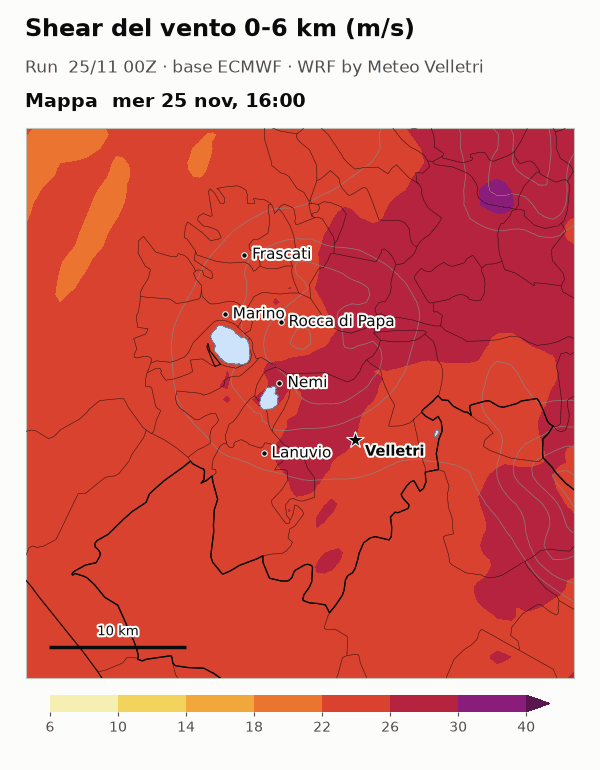 Shear del vento 0-6 km (m/s)
Run  25/11 00Z · base ECMWF · WRF by Meteo Velletri
Mappa  mer 25 nov, 16:00
Frascati
Marino
Rocca di Papa
Nemi
Velletri
Lanuvio
10 km
6 10 14 18 22 26 30 40